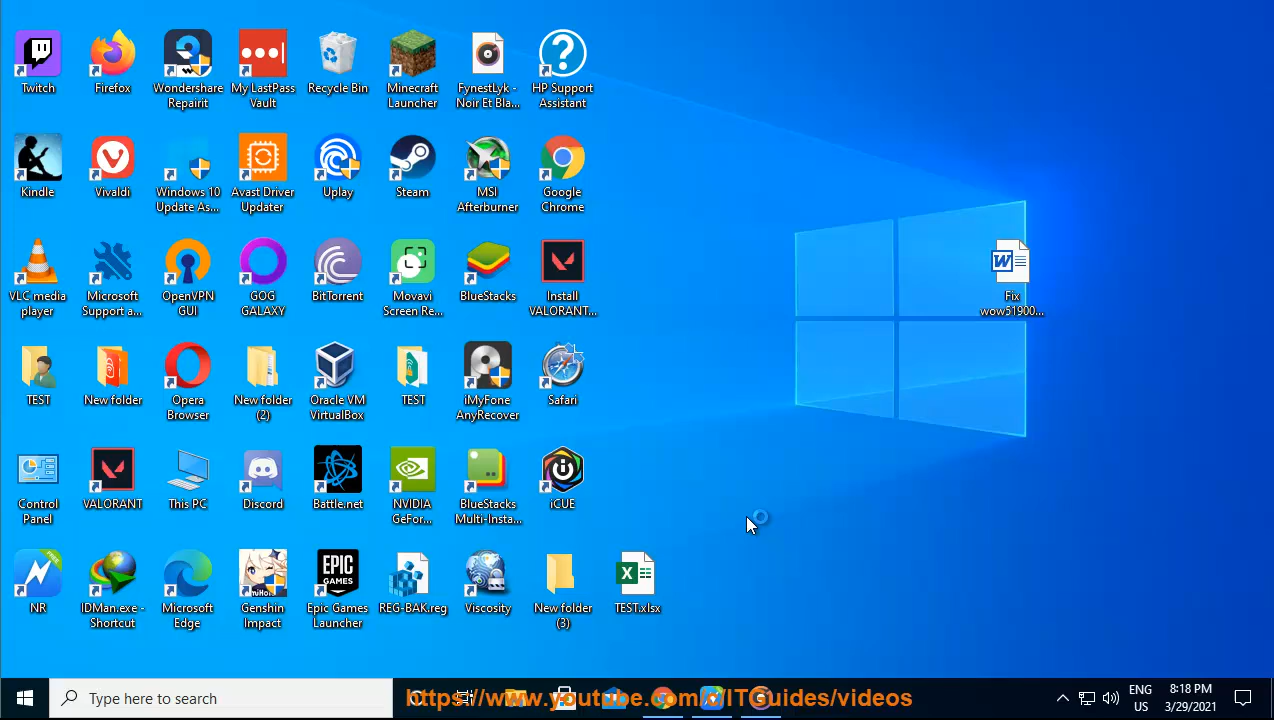 Twitch
Firefox
Wondershare
Repairit
My LastPass
Vault
Recycle Bin
Minecraft
Launcher
FynestLyk -
Noir Et Bla...
HP Support
Assistant
Kindle
Vivaldi
Windows 10
Update As...
Avast Driver
Updater
Uplay
Steam
MSI
Afterburner
Google
Chrome
VLC media
player
Microsoft
Support a...
OpenVPN
GUI
GOG
GALAXY
BitTorrent
Movavi
Screen Re...
BlueStacks
Install
VALORANT...
W
Fix
wow51900...
TEST
New folder
Opera
Browser
New folder
(2)
Oracle VM
VirtualBox
TEST
iMyFone
AnyRecover
Safari
Control
Panel
VALORANT
This PC
Discord
Battle.net
NVIDIA
GeFor...
BlueStacks
Multi-Insta...
iCUE
FREE
NR
IDMan.exe -
Shortcut
Microsoft
Edge
Genshin
Impact
EPIC
GAMES
Epic Games
Launcher
REG-BAK.reg
Viscosity
New folder
(3)
X
TEST.xlsx
Type here to search
https://www.youtube.com/c/ITGuides/videos
ENG
US
8:18 PM
3/29/2021